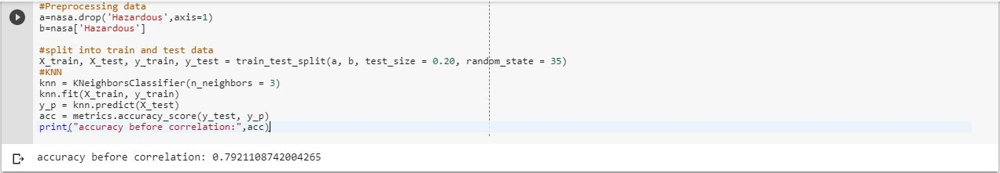 #Preprocessing data
a=nasa.drop('Hazardous',axis=1)
b=nasa['Hazardous']
#split into train and test data
X_train, X_test, y_train, y_test = train_test_split(a, b, test_size = 0.20, random_state = 35)
#KNN
knn = KNeighborsClassifier(n_neighbors = 3)
knn.fit(X_train, y_train)
y_p = knn.predict(X_test)
acc = metrics.accuracy_score(y_test, y_p)
print("accuracy before correlation:",acc)
accuracy before correlation: 0.7921108742004265